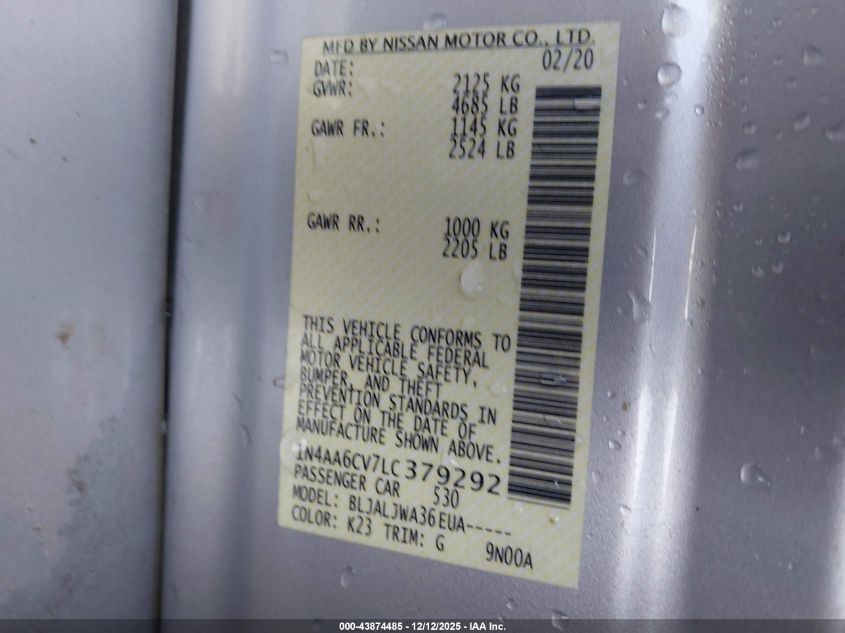 MFD BY NISSAN MOTOR CO., LTD.
DATE: 02/20
GVWR: 2125 KG
4685 LB
GAWR FR.: 1145 KG
2524 LB
GAWR RR.: 1000 KG
2205 LB
THIS VEHICLE CONFORMS TO
ALL APPLICABLE FEDERAL
MOTOR VEHICLE SAFETY,
BUMPER, AND THEFT
PREVENTION STANDARDS IN
EFFECT ON THE DATE OF
MANUFACTURE SHOWN ABOVE.
1N4AA6CV7LC379292
PASSENGER CAR 530
MODEL: BLJALJWA36EUA-----
COLOR: K23 TRIM: G 9N00A
000-43874485 - 12/12/2025 - IAA Inc.